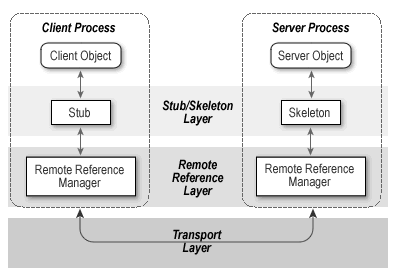 Client Process
Server Process
Client Object
Server Object
Stub
Stub/Skeleton
Layer
Skeleton
Remote Reference
Manager
Remote
Reference
Layer
Remote Reference
Manager
Transport
Layer